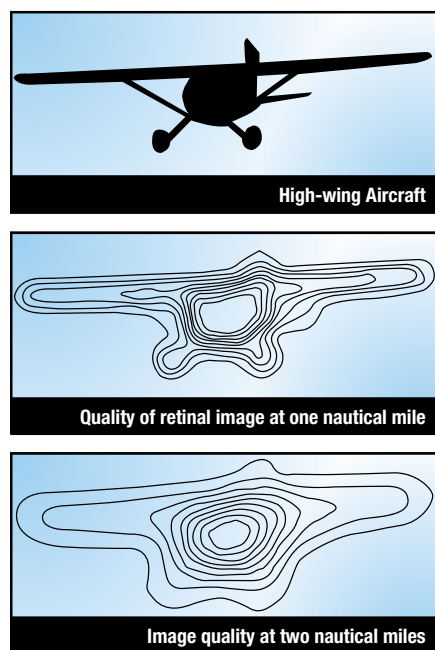 High-wing Aircraft
Quality of retinal image at one nautical mile
Image quality at two nautical miles